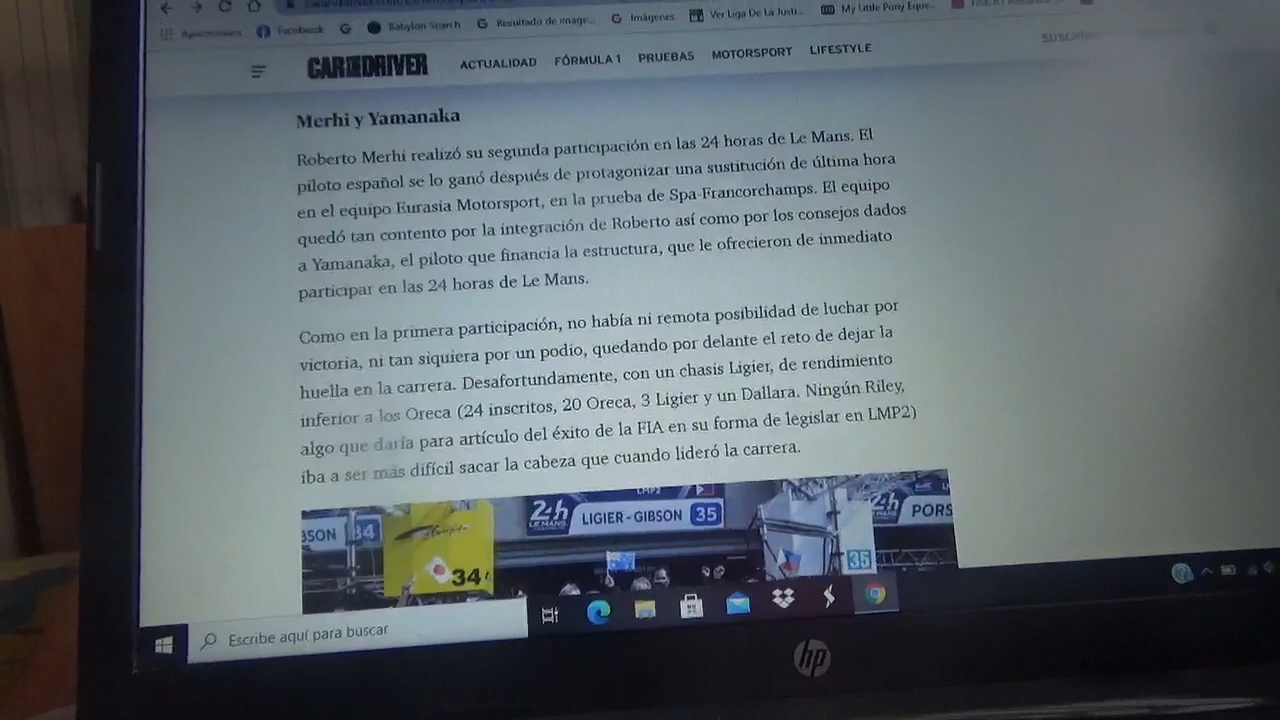 Aplicaciones Facebook Babylon Search Resultado de image... Imágenes Ver Liga De La Justi... My Little Pony Eque...
CAR AND DRIVER ACTUALIDAD FÓRMULA 1 PRUEBAS MOTORSPORT LIFESTYLE
Merhi y Yamanaka
Roberto Merhi realizó su segunda participación en las 24 horas de Le Mans. El
piloto español se lo ganó después de protagonizar una sustitución de última hora
en el equipo Eurasia Motorsport, en la prueba de Spa-Francorchamps. El equipo
quedó tan contento por la integración de Roberto así como por los consejos dados
a Yamanaka, el piloto que financia la estructura, que le ofrecieron de inmediato
participar en las 24 horas de Le Mans.
Como en la primera participación, no había ni remota posibilidad de luchar por
victoria, ni tan siquiera por un podio, quedando por delante el reto de dejar la
huella en la carrera. Desafortundamente, con un chasis Ligier, de rendimiento
inferior a los Oreca (24 inscritos, 20 Oreca, 3 Ligier y un Dallara. Ningún Riley,
algo que daría para artículo del éxito de la FIA en su forma de legislar en LMP2)
iba a ser más difícil sacar la cabeza que cuando lideró la carrera.
LMP2
BSON 34 24h LE MANS LIGIER - GIBSON 35 24h LE MANS PORS
34
35
Escribe aquí para buscar
hp